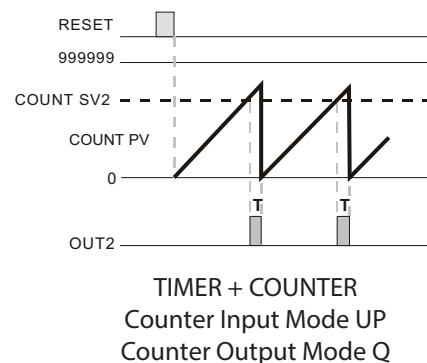 RESET
999999
COUNT SV2
COUNT PV
0
T T
OUT2
TIMER + COUNTER
Counter Input Mode UP
Counter Output Mode Q